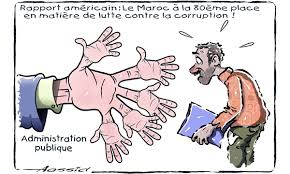 Rapport américain: Le Maroc à la 80ème place
en matière de lutte contre la corruption !
Administration
publique